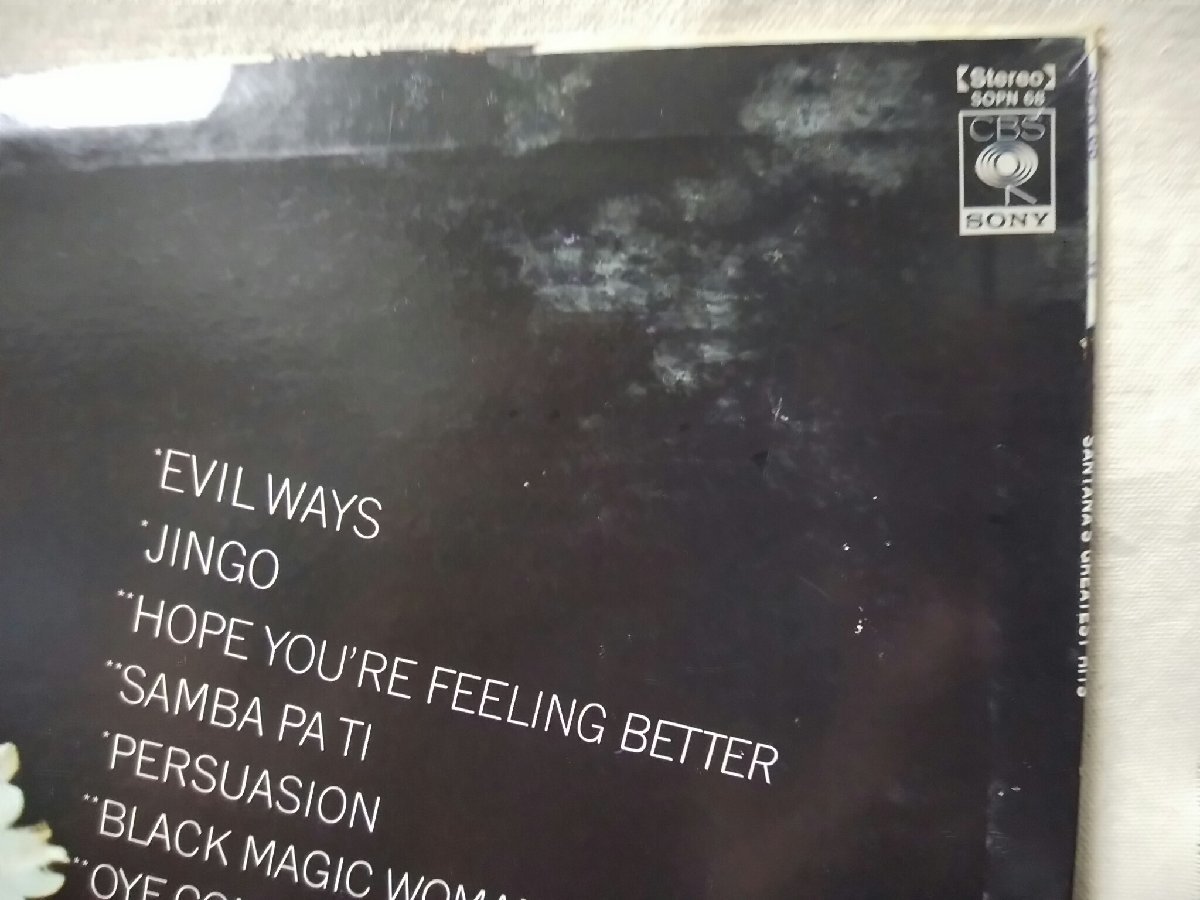 [Stereo]
SOPN 66
CBS
SONY
*EVIL WAYS
*JINGO
**HOPE YOU'RE FEELING BETTER
**SAMBA PA TI
*PERSUASION
**BLACK MAGIC
***OYE
SANTANA'S GREATEST HITS